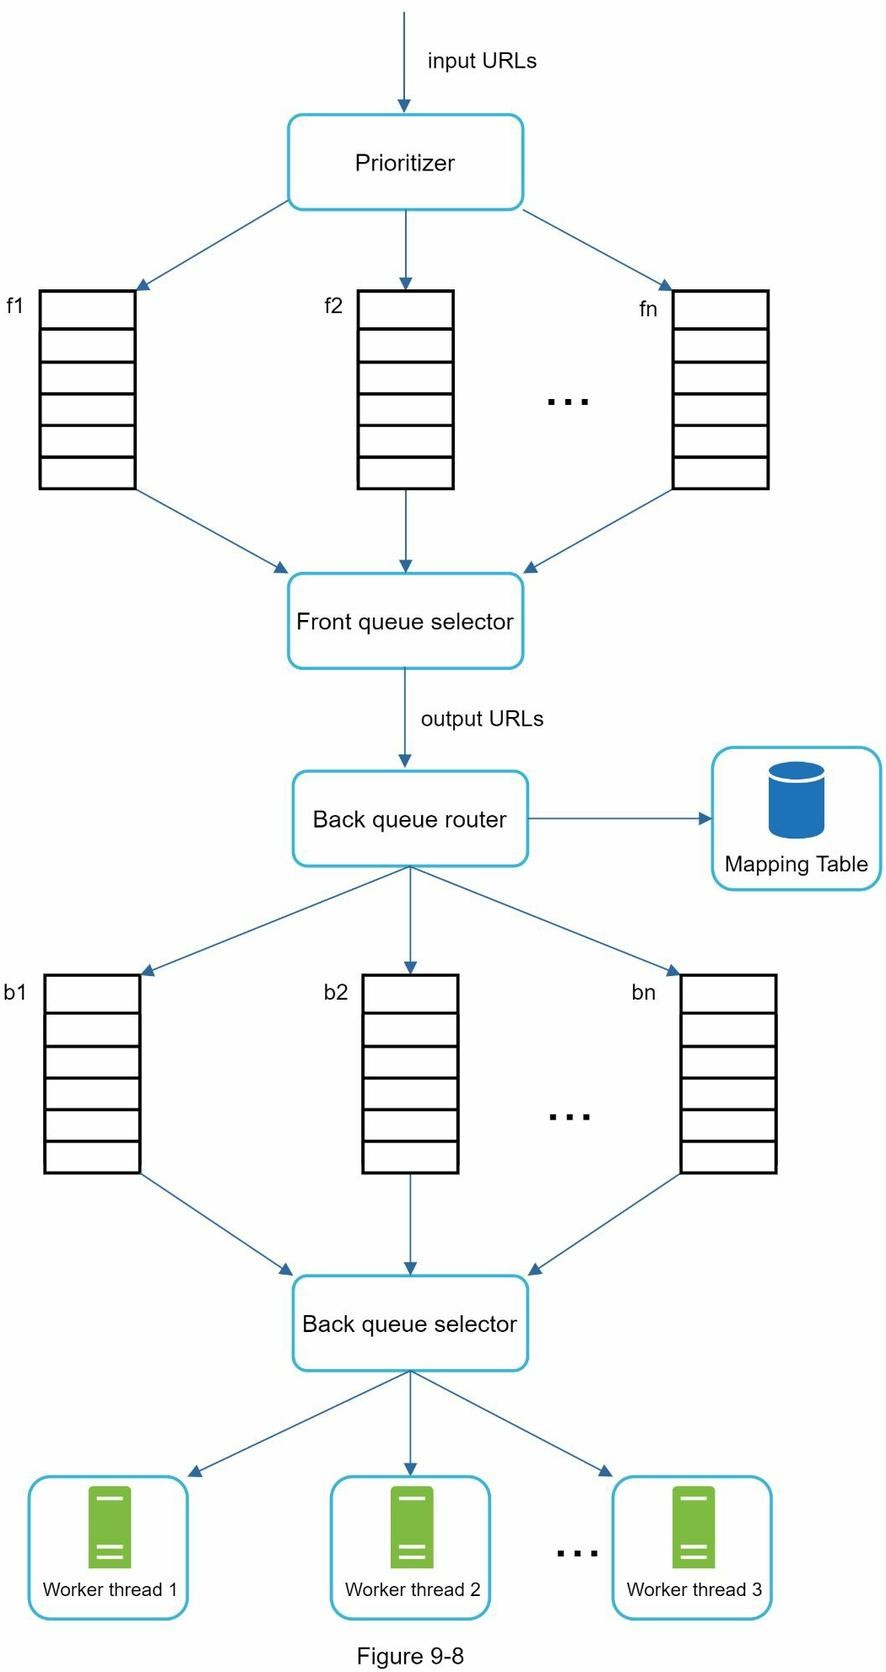 input URLs
Prioritizer
f1
f2
fn
...
Front queue selector
output URLs
Back queue router
Mapping Table
b1
b2
bn
...
Back queue selector
...
Worker thread 1
Worker thread 2
Worker thread 3
Figure 9-8